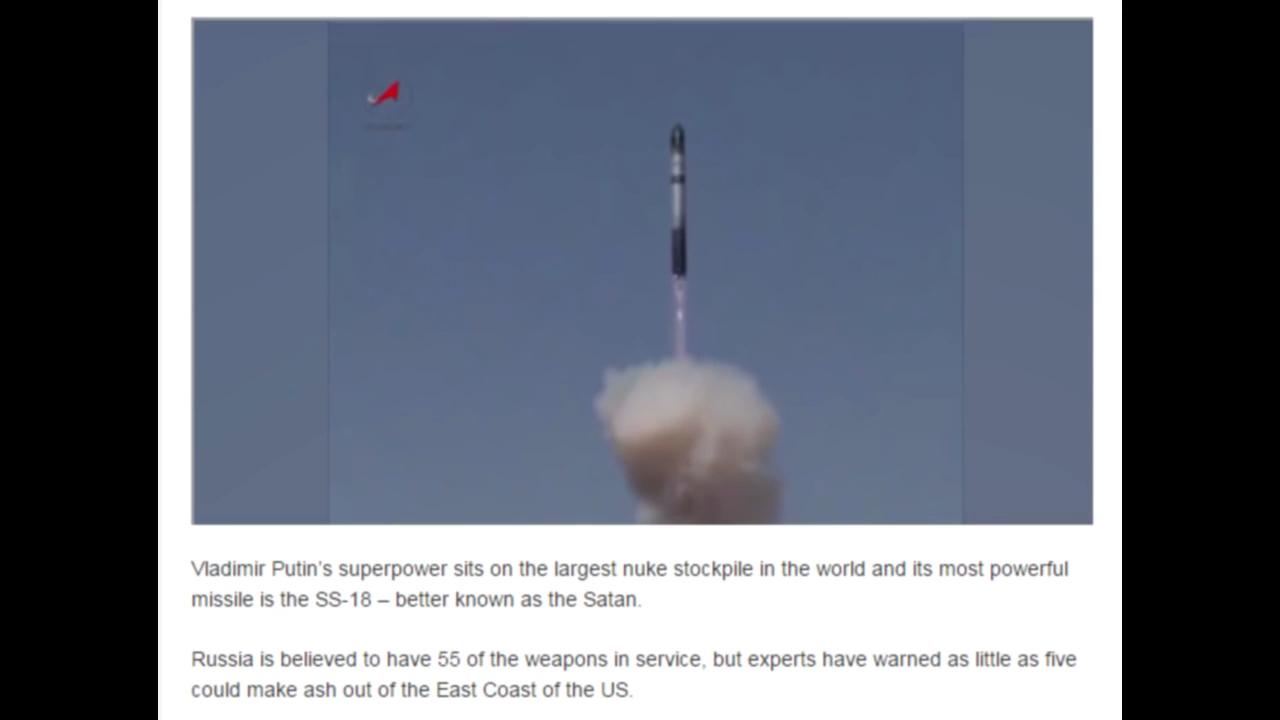 Vladimir Putin’s superpower sits on the largest nuke stockpile in the world and its most powerful
missile is the SS-18 – better known as the Satan.
Russia is believed to have 55 of the weapons in service, but experts have warned as little as five
could make ash out of the East Coast of the US.